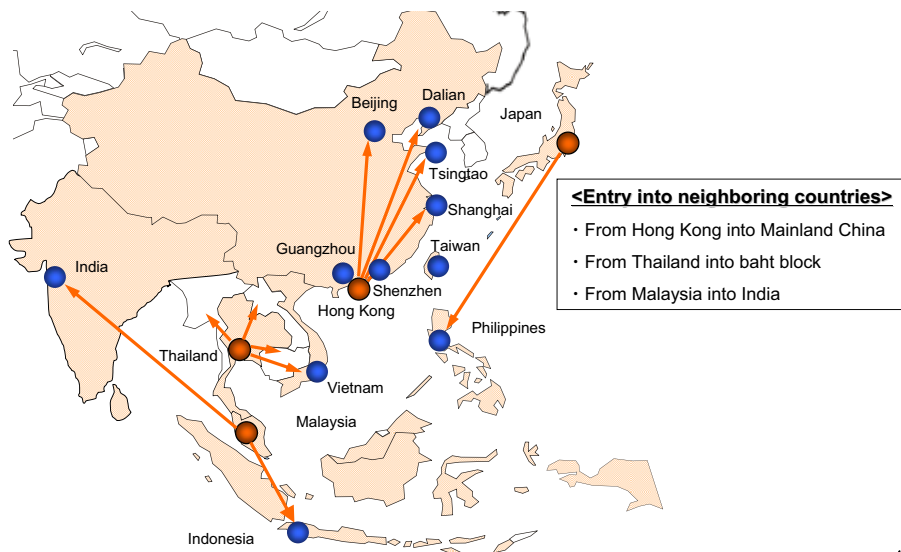 Dalian
Beijing
Japan
Tsingtao
<Entry into neighboring countries>
Shanghai
・From Hong Kong into Mainland China
Guangzhou
Taiwan
・From Thailand into baht block
India
Shenzhen
・From Malaysia into India
Hong Kong
Philippines
Thailand
Vietnam
Malaysia
Indonesia